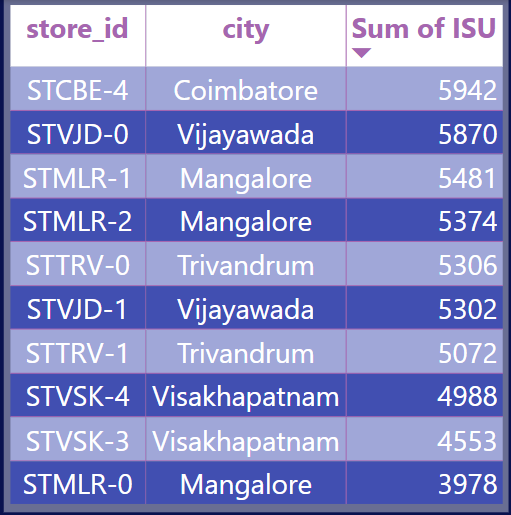 store_id city Sum of ISU
STCBE-4 Coimbatore 5942
STVJD-0 Vijayawada 5870
STMLR-1 Mangalore 5481
STMLR-2 Mangalore 5374
STTRV-0 Trivandrum 5306
STVJD-1 Vijayawada 5302
STTRV-1 Trivandrum 5072
STVSK-4 Visakhapatnam 4988
STVSK-3 Visakhapatnam 4553
STMLR-0 Mangalore 3978